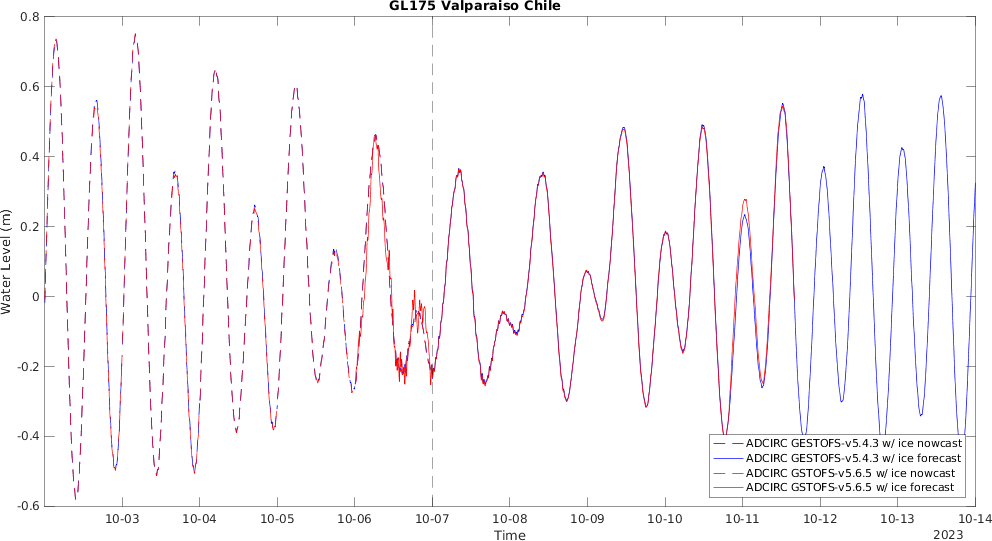 GL175 Valparaiso Chile
0.8
0.6
0.4
0.2
0
-0.2
-0.4
-0.6
Water Level (m)
10-03 10-04 10-05 10-06 10-07 10-08 10-09 10-10 10-11 10-12 10-13 10-14
Time
2023
ADCIRC GESTOFS-v5.4.3 w/ ice nowcast
ADCIRC GESTOFS-v5.4.3 w/ ice forecast
ADCIRC GSTOFS-v5.6.5 w/ ice nowcast
ADCIRC GSTOFS-v5.6.5 w/ ice forecast